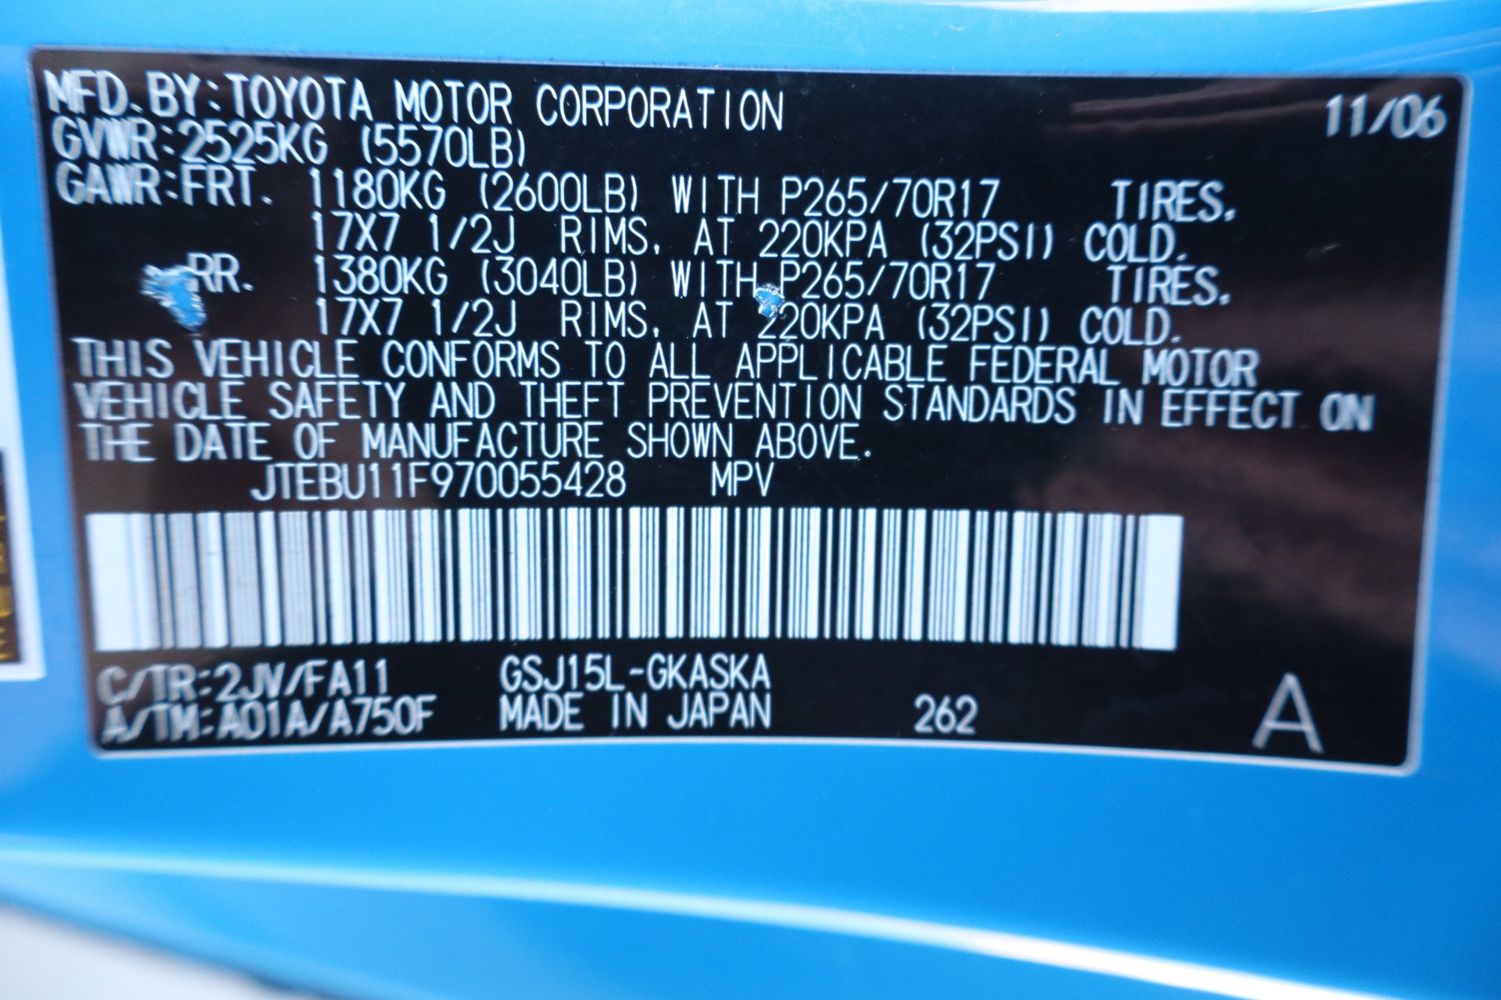 MFD.BY:TOYOTA MOTOR CORPORATION 11/06
GVWR:2525KG (5570LB)
GAWR:FRT. 1180KG (2600LB) WITH P265/70R17 TIRES,
17X7 1/2J RIMS, AT 220KPA (32PSI) COLD.
RR. 1380KG (3040LB) WITH P265/70R17 TIRES,
17X7 1/2J RIMS, AT 220KPA (32PSI) COLD.
THIS VEHICLE CONFORMS TO ALL APPLICABLE FEDERAL MOTOR
VEHICLE SAFETY AND THEFT PREVENTION STANDARDS IN EFFECT ON
THE DATE OF MANUFACTURE SHOWN ABOVE.
JTEBU11F970055428 MPV
C/TR:2JV/FA11 GSJ15L-GKASKA
A/TM:A01A/A750F MADE IN JAPAN 262 A